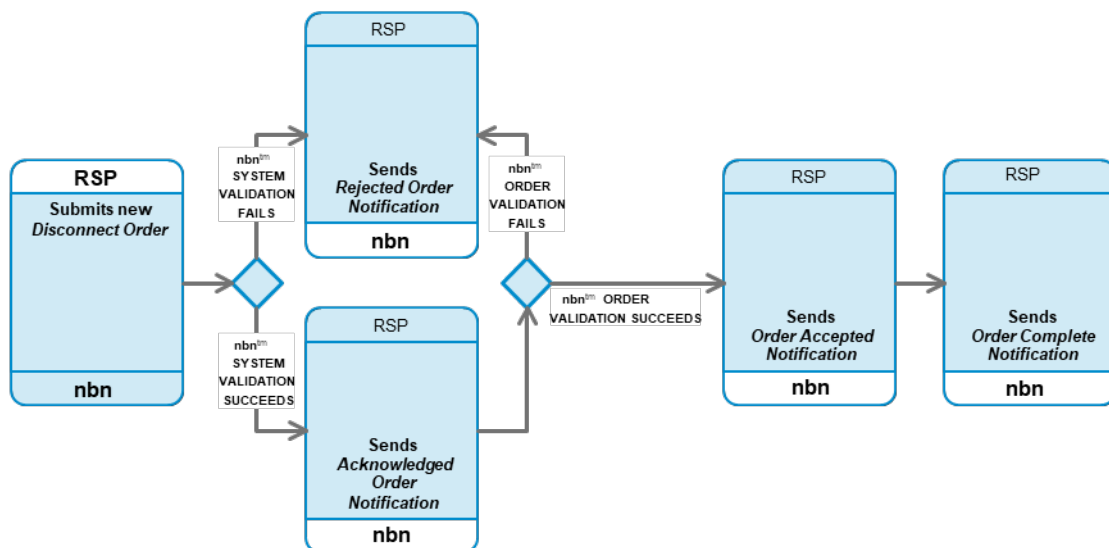 RSP
Submits new
Disconnect Order
nbn
nbn™
SYSTEM
VALIDATION
FAILS
nbn™
SYSTEM
VALIDATION
SUCCEEDS
RSP
Sends
Rejected Order
Notification
nbn
RSP
Sends
Acknowledged
Order
Notification
nbn
nbn™
ORDER
VALIDATION
FAILS
nbn™ ORDER
VALIDATION SUCCEEDS
RSP
Sends
Order Accepted
Notification
nbn
RSP
Sends
Order Complete
Notification
nbn